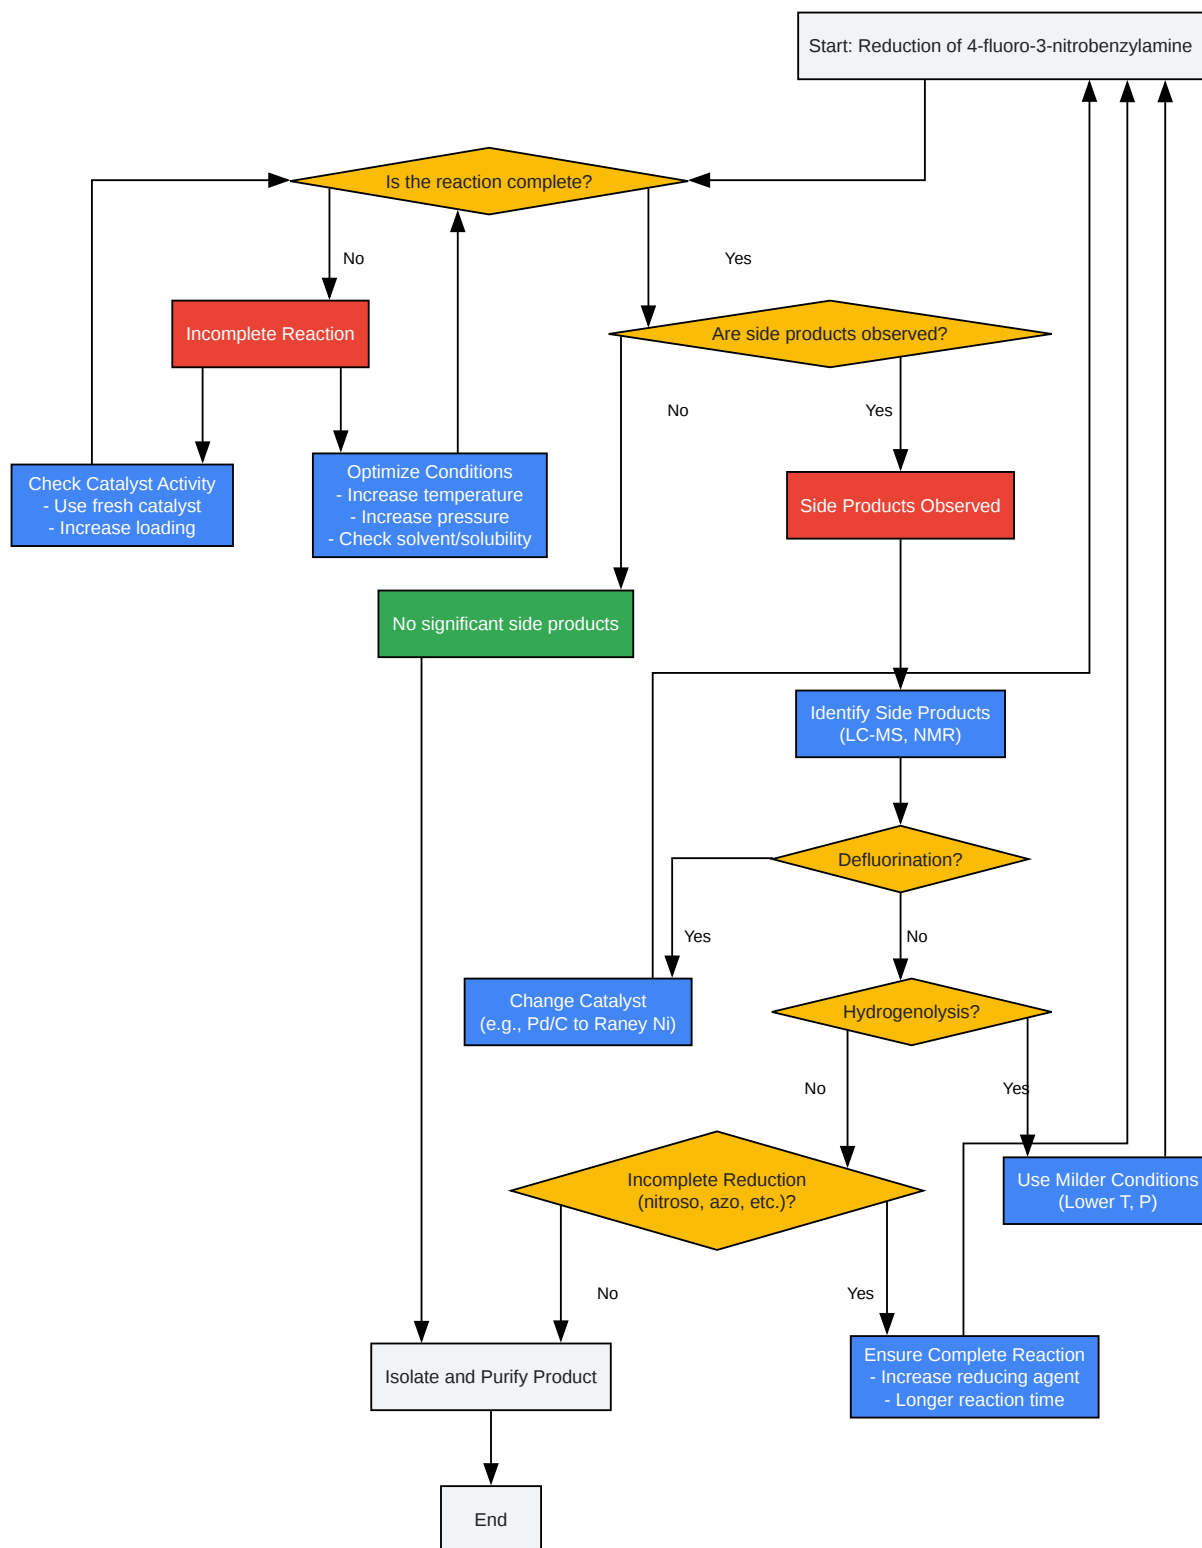 Start: Reduction of 4-fluoro-3-nitrobenzylamine
Is the reaction complete?
No
Yes
Incomplete Reaction
Are side products observed?
No
Yes
Check Catalyst Activity
- Use fresh catalyst
- Increase loading
Optimize Conditions
- Increase temperature
- Increase pressure
- Check solvent/solubility
Side Products Observed
No significant side products
Identify Side Products
(LC-MS, NMR)
Defluorination?
Yes
No
Change Catalyst
(e.g., Pd/C to Raney Ni)
Hydrogenolysis?
No
Yes
Incomplete Reduction
(nitroso, azo, etc.)?
Use Milder Conditions
(Lower T, P)
No
Yes
Isolate and Purify Product
Ensure Complete Reaction
- Increase reducing agent
- Longer reaction time
End